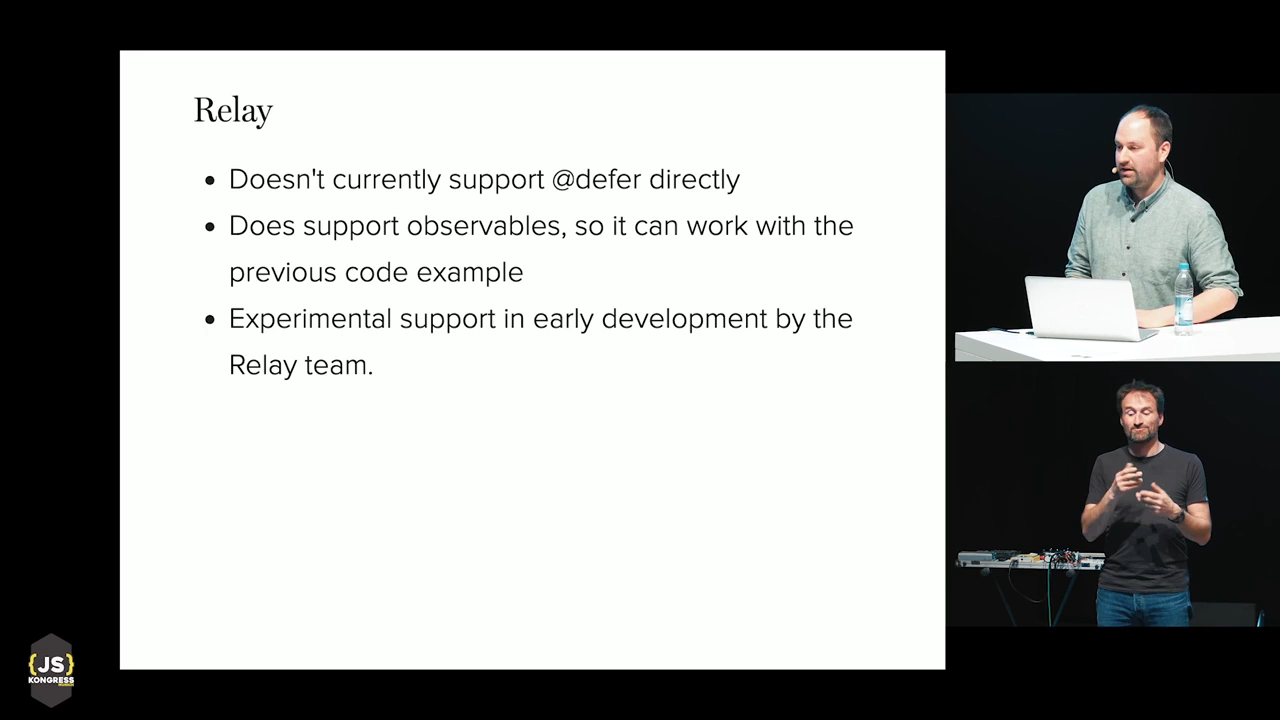 Relay
• Doesn't currently support @defer directly
• Does support observables, so it can work with the
previous code example
• Experimental support in early development by the
Relay team.
{JS}
KONGRESS